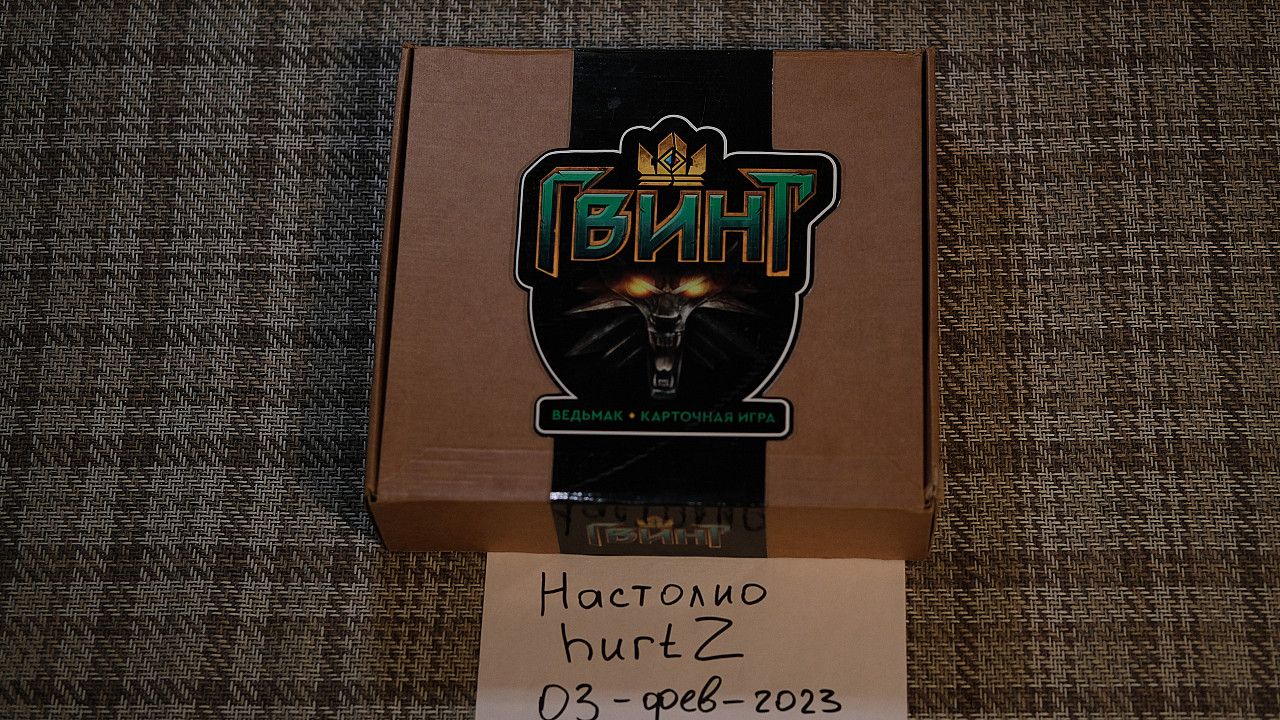 ГВИНТ
ВЕДЬМАК • КАРТОЧНАЯ ИГРА
ГВИНТ
Настолио
hurtZ
03-фев-2023